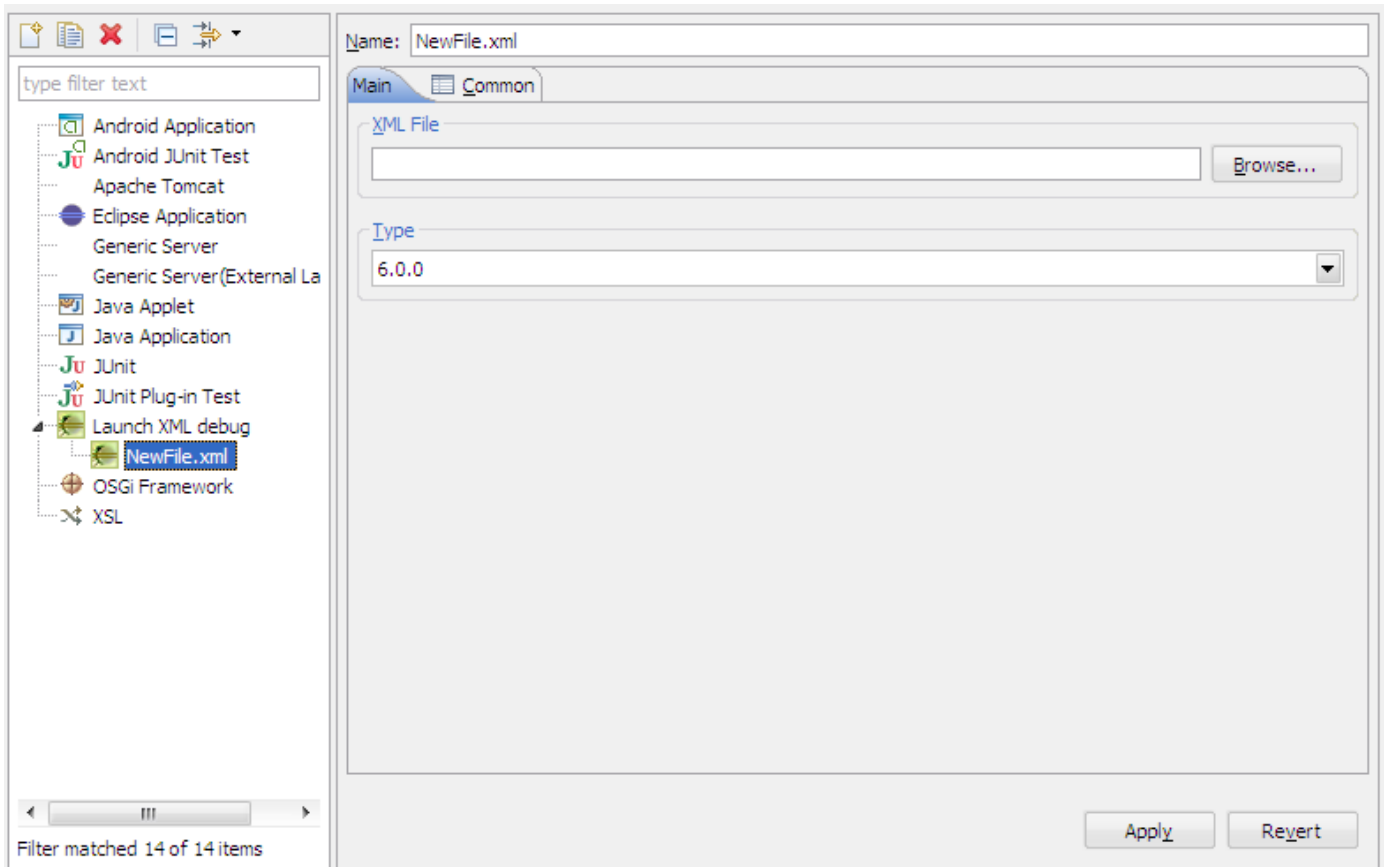 type filter text
Android Application
Android JUnit Test
Apache Tomcat
Eclipse Application
Generic Server
Generic Server(External La
Java Applet
Java Application
JUnit
JUnit Plug-in Test
Launch XML debug
NewFile.xml
OSGi Framework
XSL
Filter matched 14 of 14 items
Name: NewFile.xml
Main Common
XML File
Browse...
Type
6.0.0
Apply Revert